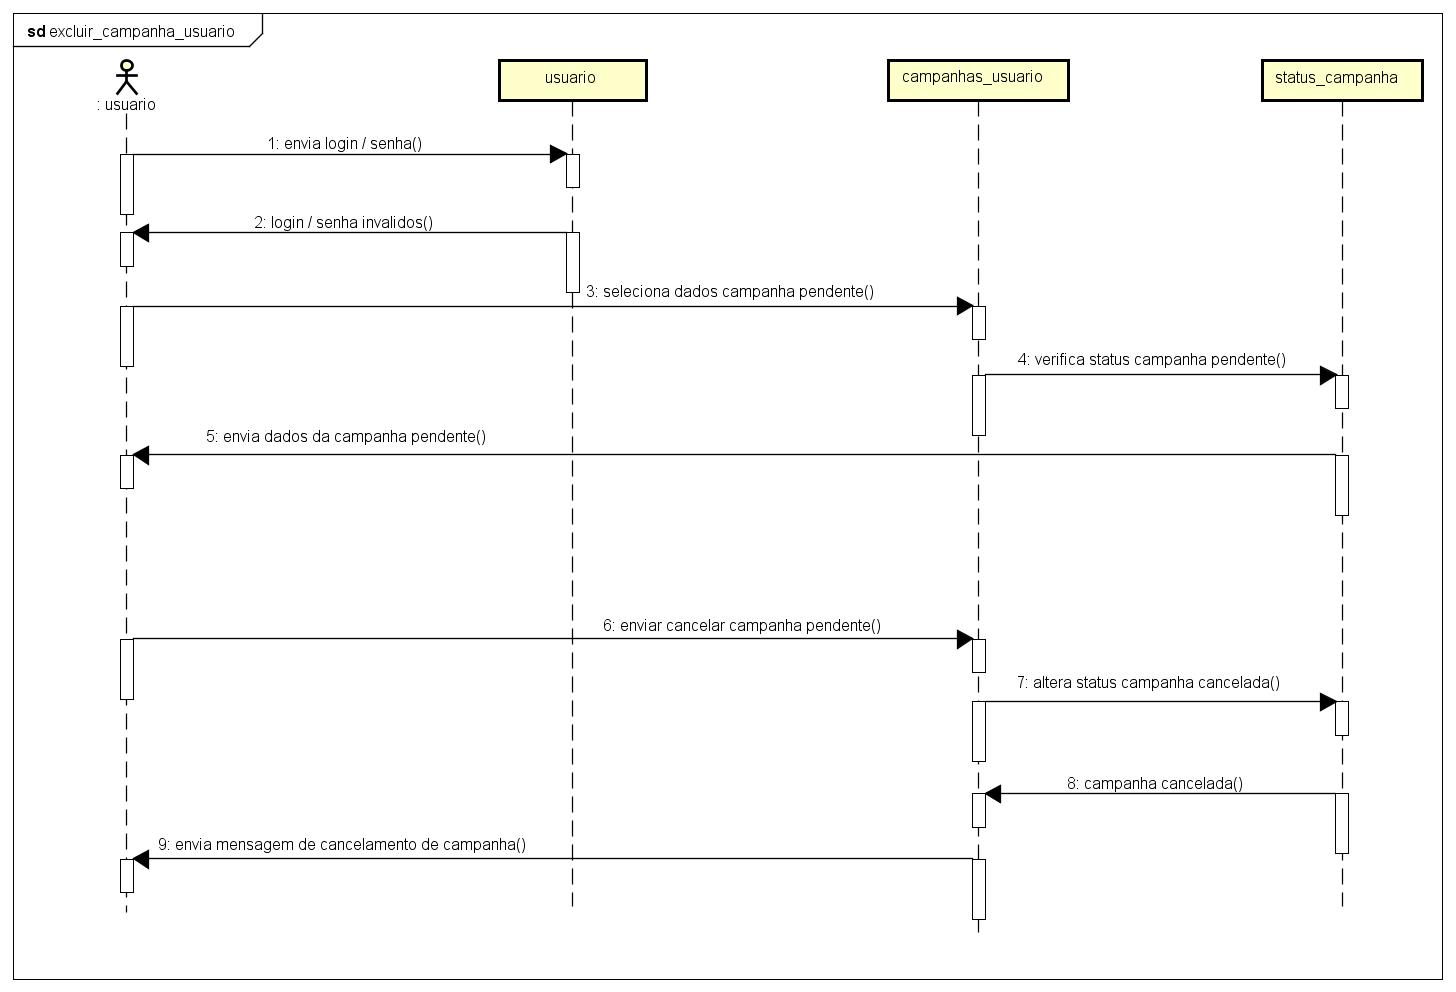 sd excluir_campanha_usuario
: usuario
usuario
campanhas_usuario
status_campanha
1: envia login / senha()
2: login / senha invalidos()
3: seleciona dados campanha pendente()
4: verifica status campanha pendente()
5: envia dados da campanha pendente()
6: enviar cancelar campanha pendente()
7: altera status campanha cancelada()
8: campanha cancelada()
9: envia mensagem de cancelamento de campanha()